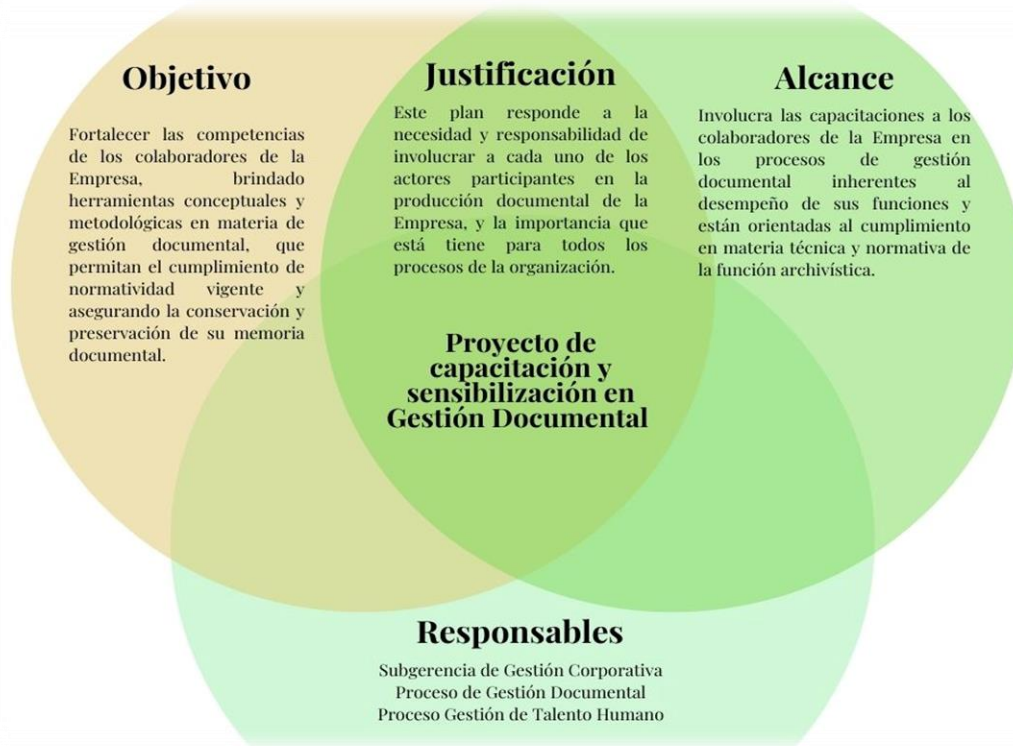 Objetivo
Fortalecer las competencias
de los colaboradores de la
Empresa, brindado
herramientas conceptuales y
metodológicas en materia de
gestión documental, que
permitan el cumplimiento de
normatividad vigente y
asegurando la conservación y
preservación de su memoria
documental.
Justificación
Este plan responde a la
necesidad y responsabilidad de
involucrar a cada uno de los
actores participantes en la
producción documental de la
Empresa, y la importancia que
está tiene para todos los
procesos de la organización.
Alcance
Involucra las capacitaciones a los
colaboradores de la Empresa en
los procesos de gestión
documental inherentes al
desempeño de sus funciones y
están orientadas al cumplimiento
en materia técnica y normativa de
la función archivística.
Proyecto de
capacitación y
sensibilización en
Gestión Documental
Responsables
Subgerencia de Gestión Corporativa
Proceso de Gestión Documental
Proceso Gestión de Talento Humano